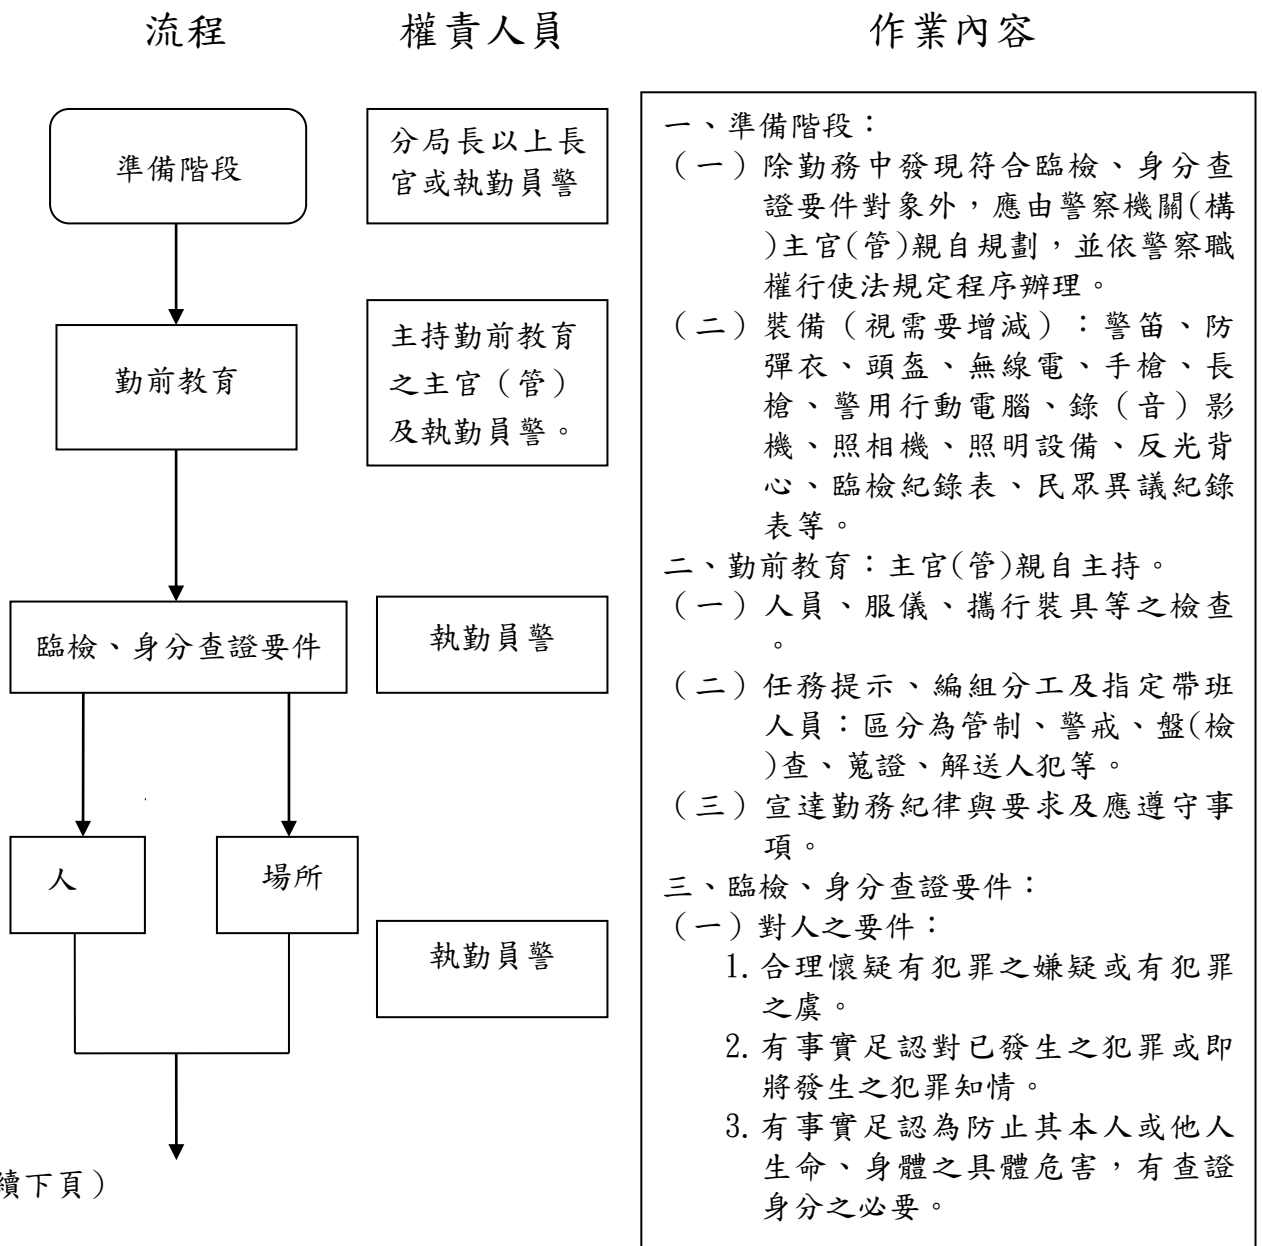 流程
權責人員
作業內容
準備階段
分局長以上長
官或執勤員警
勤前教育
主持勤前教育
之主官（管）
及執勤員警。
臨檢、身分查證要件
執勤員警
人
場所
執勤員警
續下頁）
一、準備階段：
（一）除勤務中發現符合臨檢、身分查
證要件對象外，應由警察機關(構
)主官(管)親自規劃，並依警察職
權行使法規定程序辦理。
（二）裝備（視需要增減）：警笛、防
彈衣、頭盔、無線電、手槍、長
槍、警用行動電腦、錄（音）影
機、照相機、照明設備、反光背
心、臨檢紀錄表、民眾異議紀錄
表等。
二、勤前教育：主官(管)親自主持。
（一）人員、服儀、攜行裝具等之檢查
。
（二）任務提示、編組分工及指定帶班
人員：區分為管制、警戒、盤(檢
)查、蒐證、解送人犯等。
（三）宣達勤務紀律與要求及應遵守事
項。
三、臨檢、身分查證要件：
（一）對人之要件：
1.合理懷疑有犯罪之嫌疑或有犯罪
之虞。
2.有事實足認對已發生之犯罪或即
將發生之犯罪知情。
3.有事實足認為防止其本人或他人
生命、身體之具體危害，有查證
身分之必要。